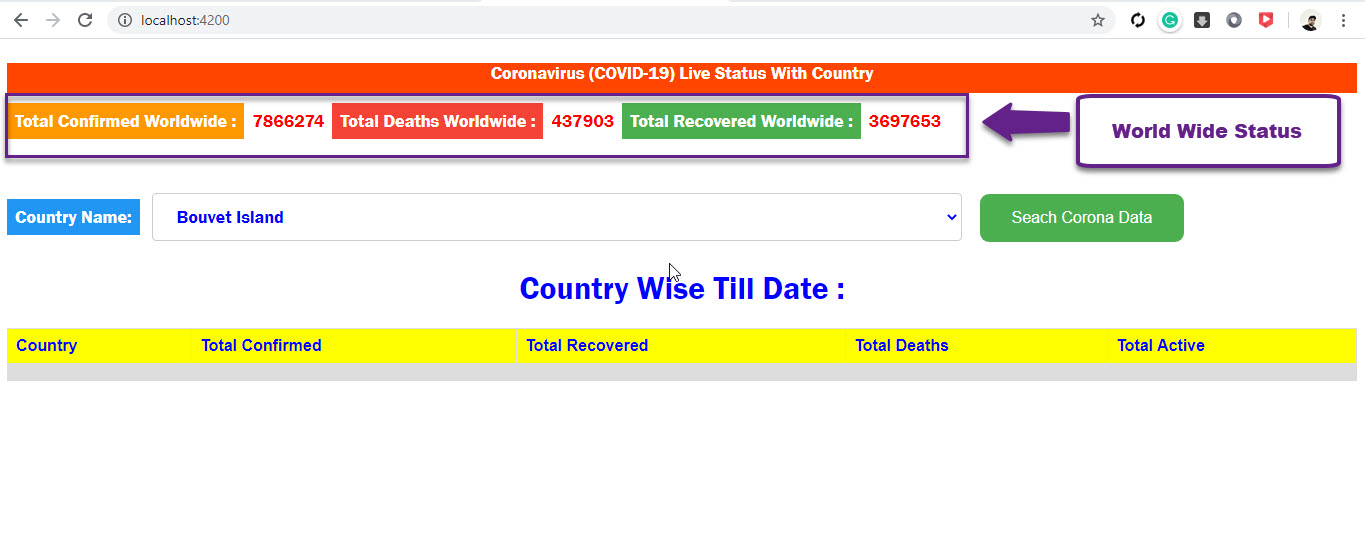 localhost:4200
Coronavirus (COVID-19) Live Status With Country
Total Confirmed Worldwide : 7866274 Total Deaths Worldwide : 437903 Total Recovered Worldwide : 3697653
World Wide Status
Country Name: Bouvet Island Seach Corona Data
Country Wise Till Date :
Country Total Confirmed Total Recovered Total Deaths Total Active